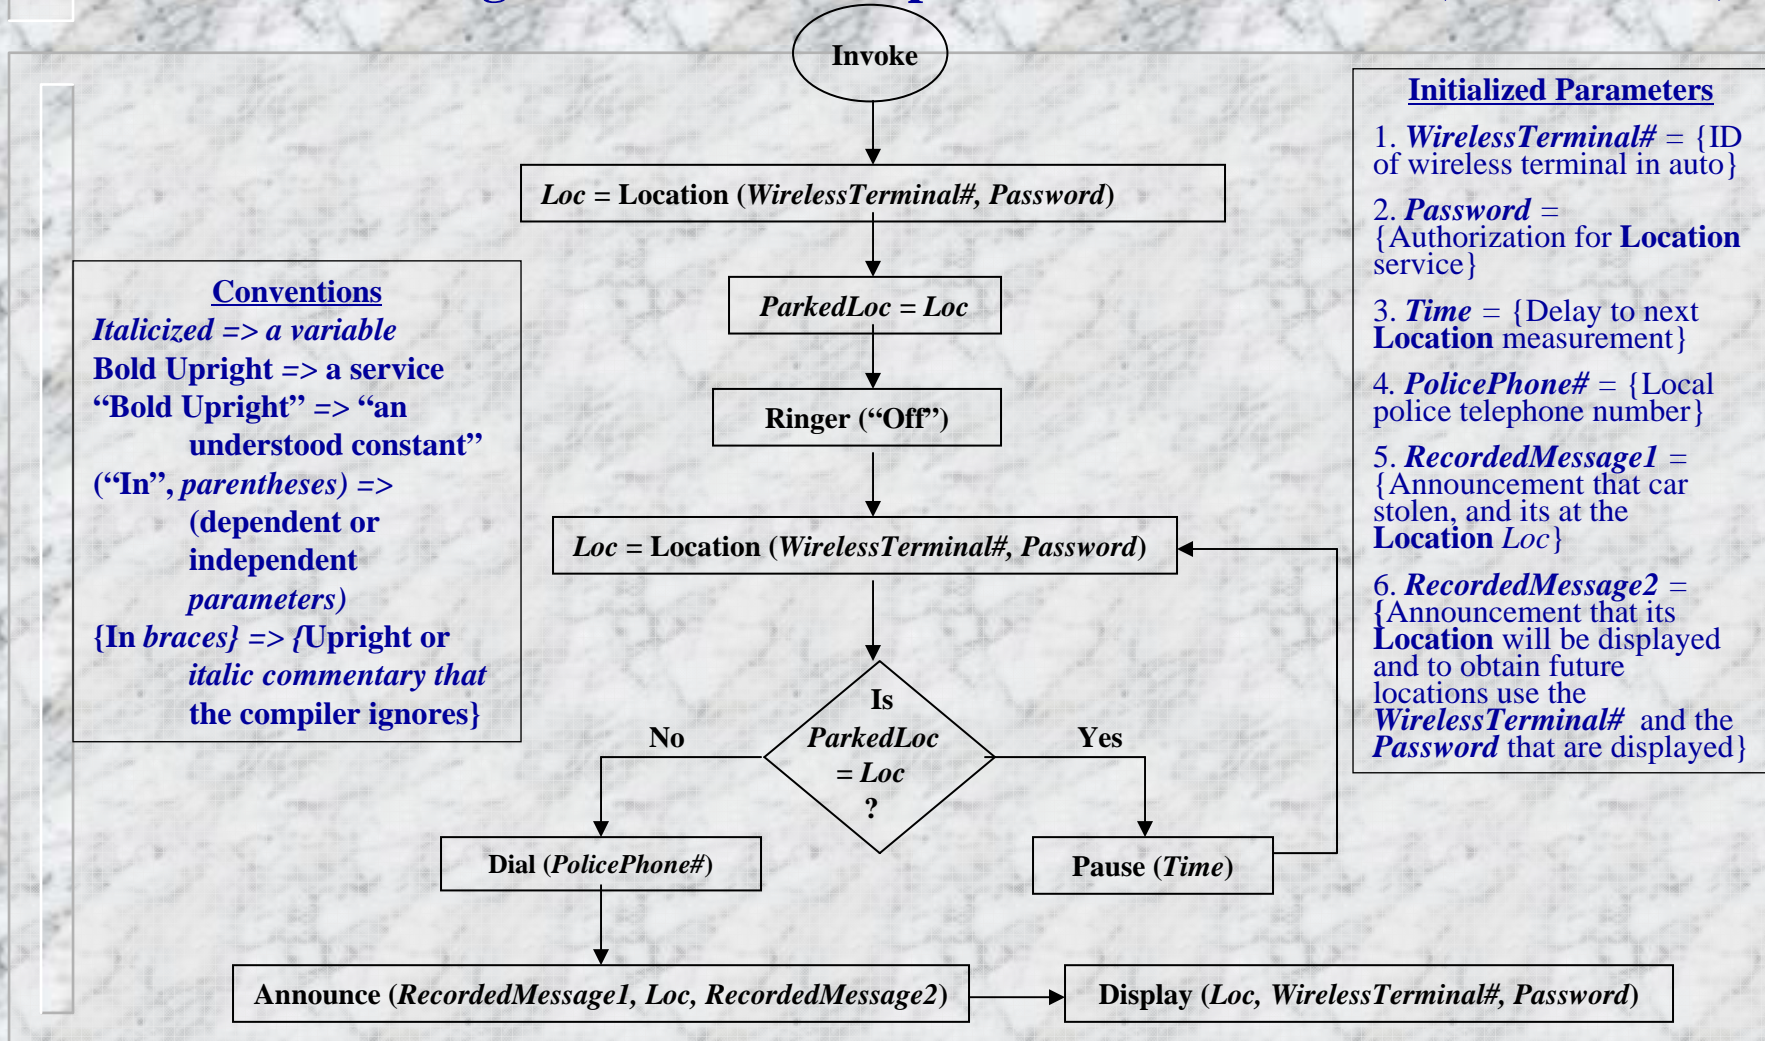 Invoke
Loc = Location (WirelessTerminal#, Password)
ParkedLoc = Loc
Ringer (“Off”)
Loc = Location (WirelessTerminal#, Password)
Is
ParkedLoc
= Loc
?
No
Yes
Dial (PolicePhone#)
Pause (Time)
Announce (RecordedMessage1, Loc, RecordedMessage2)
Display (Loc, WirelessTerminal#, Password)
Conventions
Italicized => a variable
Bold Upright => a service
“Bold Upright” => “an
understood constant”
(“In”, parentheses) =>
(dependent or
independent
parameters)
{In braces} => {Upright or
italic commentary that
the compiler ignores}
Initialized Parameters
1. WirelessTerminal# = {ID
of wireless terminal in auto}
2. Password =
{Authorization for Location
service}
3. Time = {Delay to next
Location measurement}
4. PolicePhone# = {Local
police telephone number}
5. RecordedMessage1 =
{Announcement that car
stolen, and its at the
Location Loc}
6. RecordedMessage2 =
{Announcement that its
Location will be displayed
and to obtain future
locations use the
WirelessTerminal# and the
Password that are displayed}